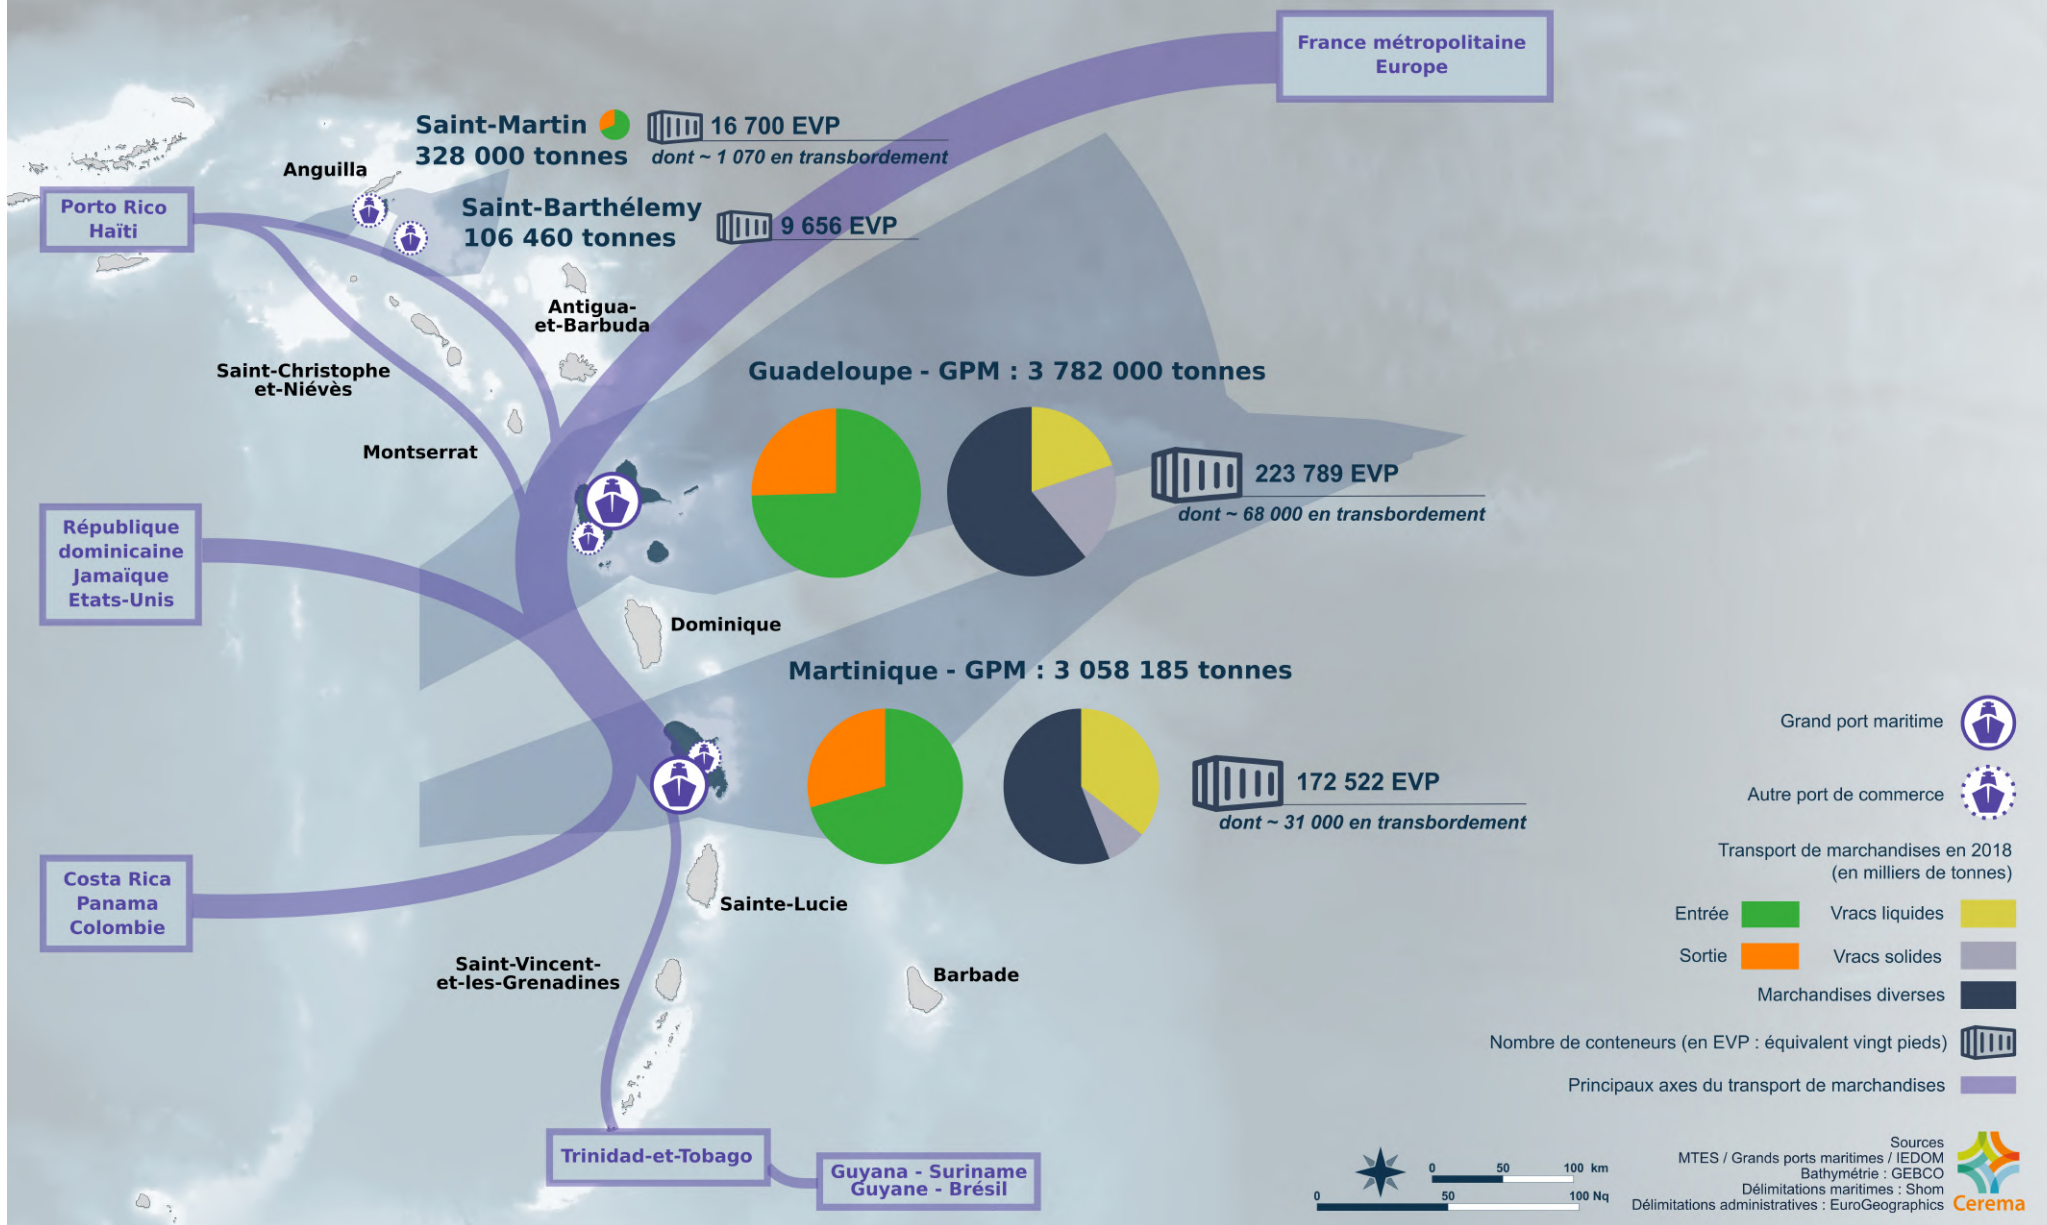 France métropolitaine
Europe
Saint-Martin
328 000 tonnes
16 700 EVP
dont ~ 1 070 en transbordement
Anguilla
Porto Rico
Haïti
Saint-Barthélemy
106 460 tonnes
9 656 EVP
Antigua-
et-Barbuda
Saint-Christophe
et-Niévès
Montserrat
Guadeloupe - GPM : 3 782 000 tonnes
223 789 EVP
dont ~ 68 000 en transbordement
République
dominicaine
Jamaïque
Etats-Unis
Dominique
Martinique - GPM : 3 058 185 tonnes
172 522 EVP
dont ~ 31 000 en transbordement
Costa Rica
Panama
Colombie
Sainte-Lucie
Saint-Vincent-
et-les-Grenadines
Barbade
Trinidad-et-Tobago
Guyana - Suriname
Guyane - Brésil
Grand port maritime
Autre port de commerce
Transport de marchandises en 2018
(en milliers de tonnes)
Entrée
Vracs liquides
Sortie
Vracs solides
Marchandises diverses
Nombre de conteneurs (en EVP : équivalent vingt pieds)
Principaux axes du transport de marchandises
0 50 100 km
0 50 100 Nq
Sources
MTES / Grands ports maritimes / IEDOM
Bathymétrie : GEBCO
Délimitations maritimes : Shom
Délimitations administratives : EuroGeographics
Cerema